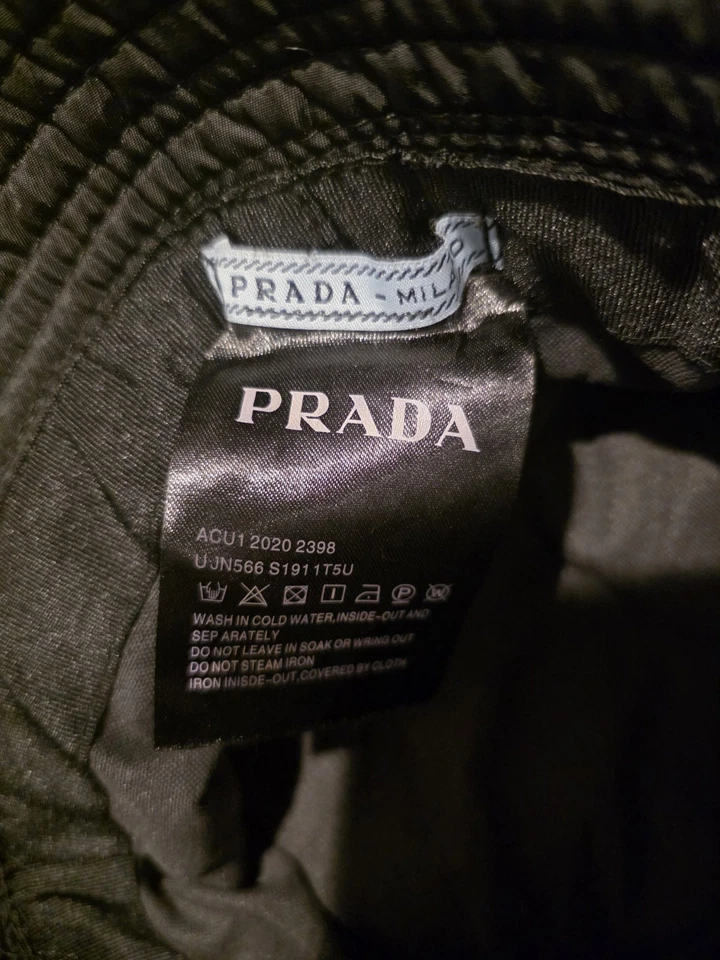 PRADA - MILANO
PRADA
ACU1 2020 2398
UJN566 S1911T5U
WASH IN COLD WATER,INSIDE-OUT AND
SEP ARATELY
DO NOT LEAVE IN SOAK OR WRING OUT
DO NOT STEAM IRON
IRON INISDE-OUT,COVERED BY CLOTH